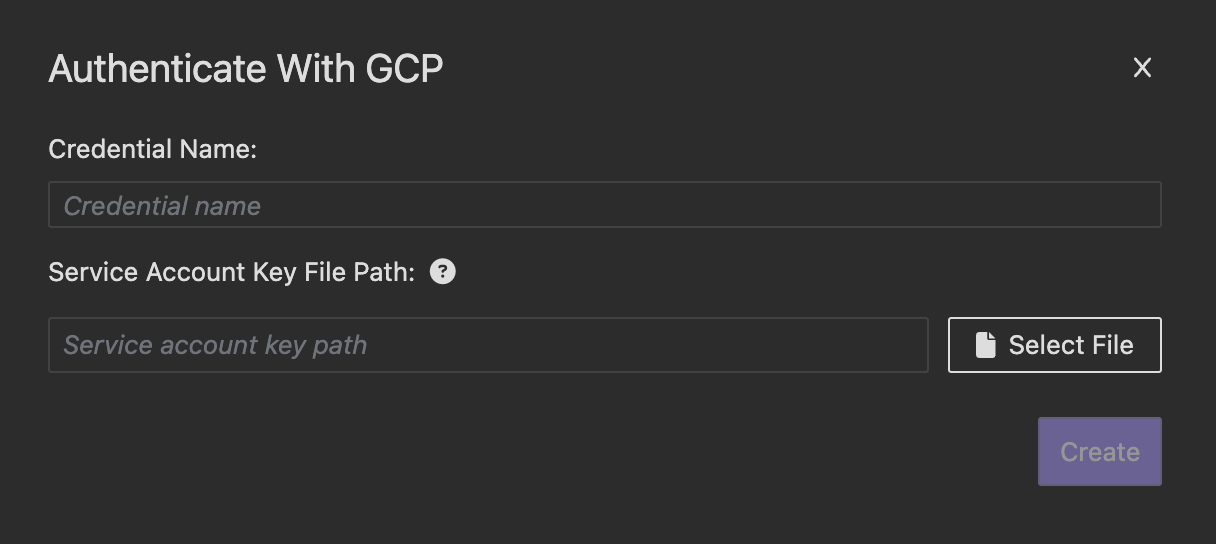 Authenticate With GCP
X
Credential Name:
Credential name
Service Account Key File Path: ?
Service account key path
Select File
Create